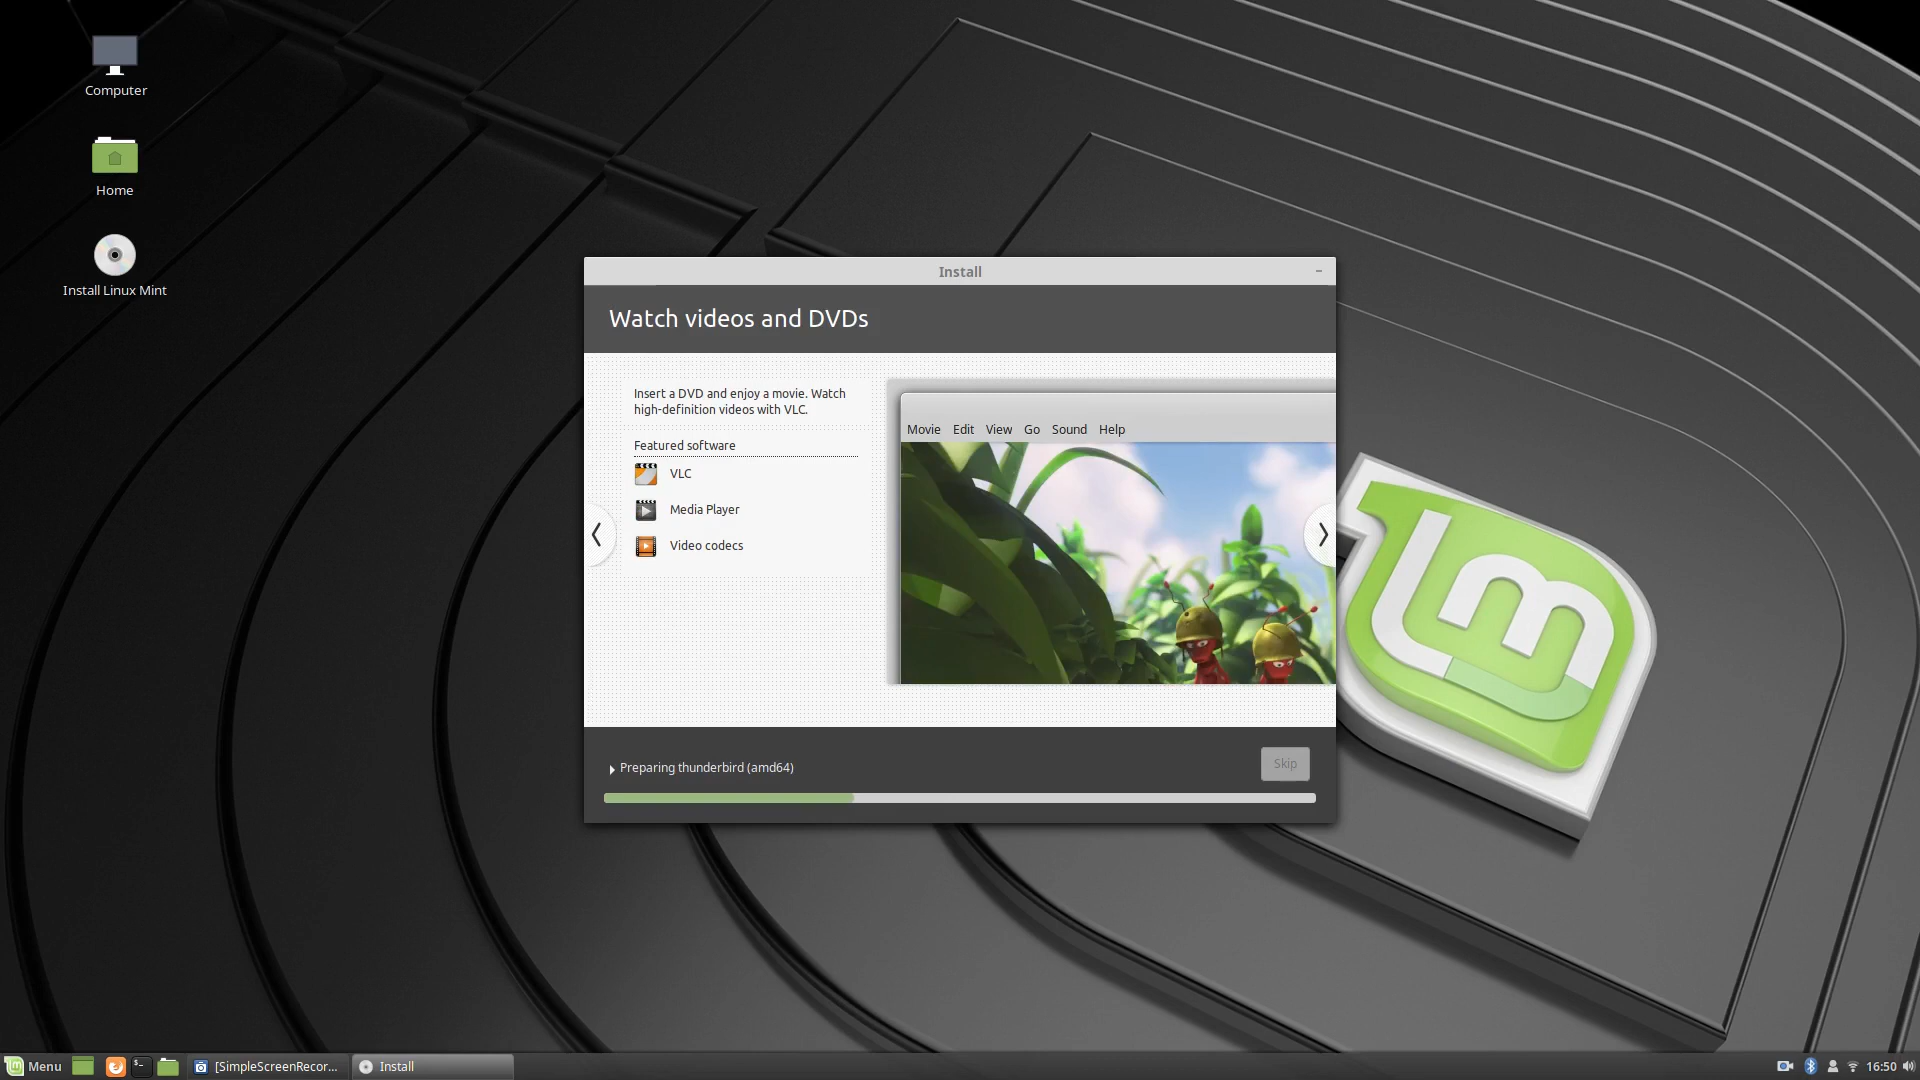 Computer
Home
Install Linux Mint
Install
Watch videos and DVDs
Insert a DVD and enjoy a movie. Watch
high-definition videos with VLC.
Featured software
VLC
Media Player
Video codecs
Movie Edit View Go Sound Help
Preparing thunderbird (amd64)
Skip
Menu
[SimpleScreenRecor...
Install
16:50